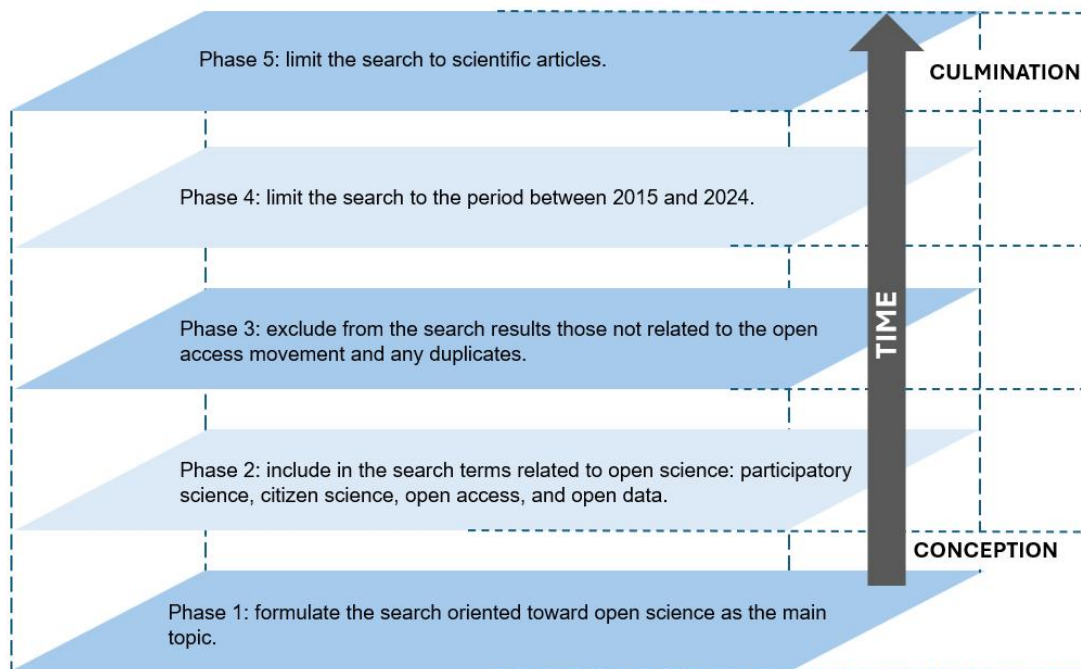 Phase 5: limit the search to scientific articles.
CULMINATION
Phase 4: limit the search to the period between 2015 and 2024.
TIME
Phase 3: exclude from the search results those not related to the open
access movement and any duplicates.
Phase 2: include in the search terms related to open science: participatory
science, citizen science, open access, and open data.
CONCEPTION
Phase 1: formulate the search oriented toward open science as the main
topic.